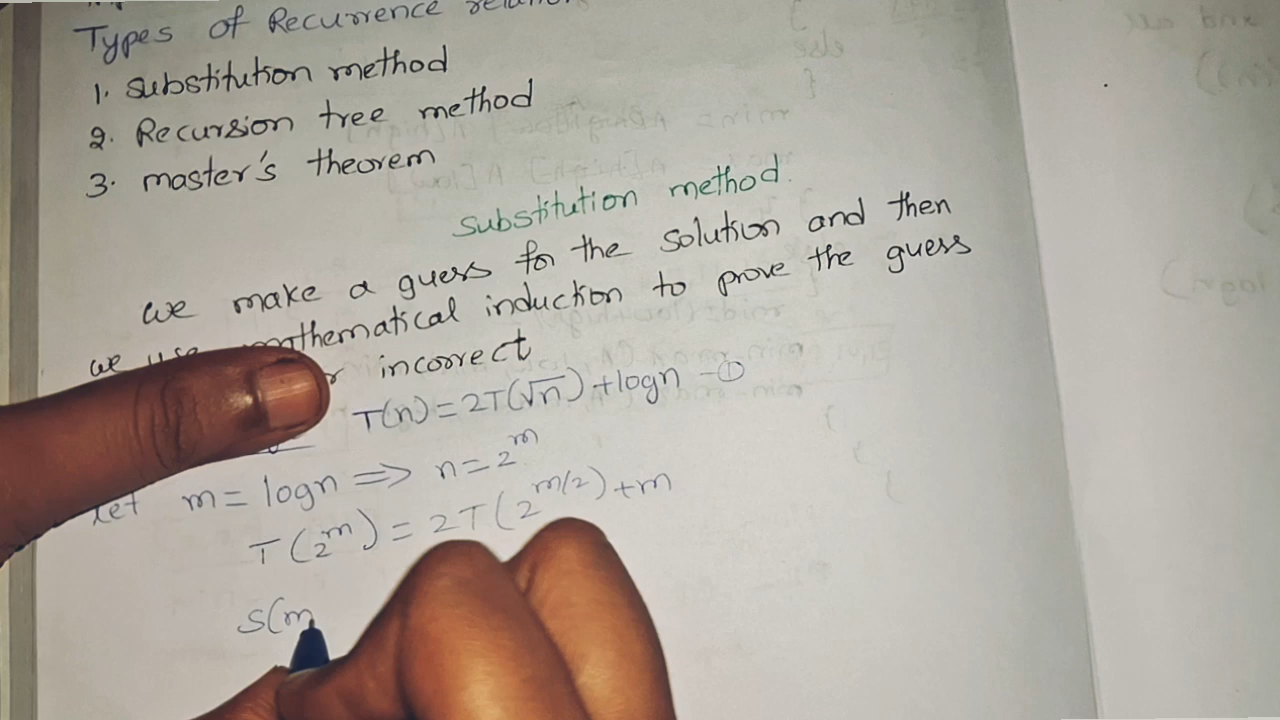 Types of Recurrence
1. substitution method
2. Recursion tree method
3. master's theorem
substitution method.
we make a guess for the solution and then
we use mathematical induction to prove the guess
incorrect
T(n) = 2T(√n) + logn -①
let m = logn ⇒ n = 2^m
T(2^m) = 2T(2^(m/2)) + m
S(m